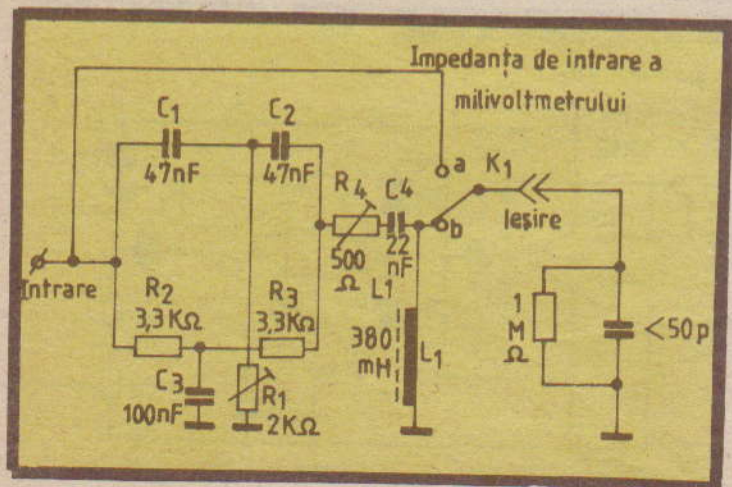 Impedanța de intrare a
milivoltmetrului
C1
47nF
C2
47nF
R4
500
Ω
C4
22
nF
L1
a
K1
b
Ieşire
Intrare
R2
3,3KΩ
R3
3,3KΩ
C3
100nF
R1
2KΩ
380
mH
L1
1
M
Ω
<50p